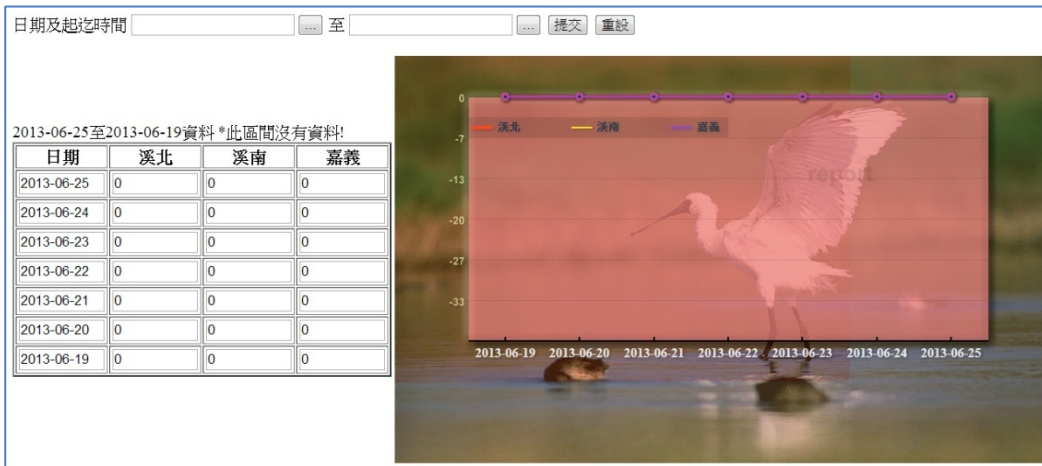 日期及起迄時間 ... 至 ... 提交 重設
2013-06-25至2013-06-19資料 *此區間沒有資料!
日期 溪北 溪南 嘉義
2013-06-25 0 0 0
2013-06-24 0 0 0
2013-06-23 0 0 0
2013-06-22 0 0 0
2013-06-21 0 0 0
2013-06-20 0 0 0
2013-06-19 0 0 0
0
溪北 溪南 嘉義
-7
report
-13
-20
-27
-33
2013-06-19 2013-06-20 2013-06-21 2013-06-22 2013-06-23 2013-06-24 2013-06-25